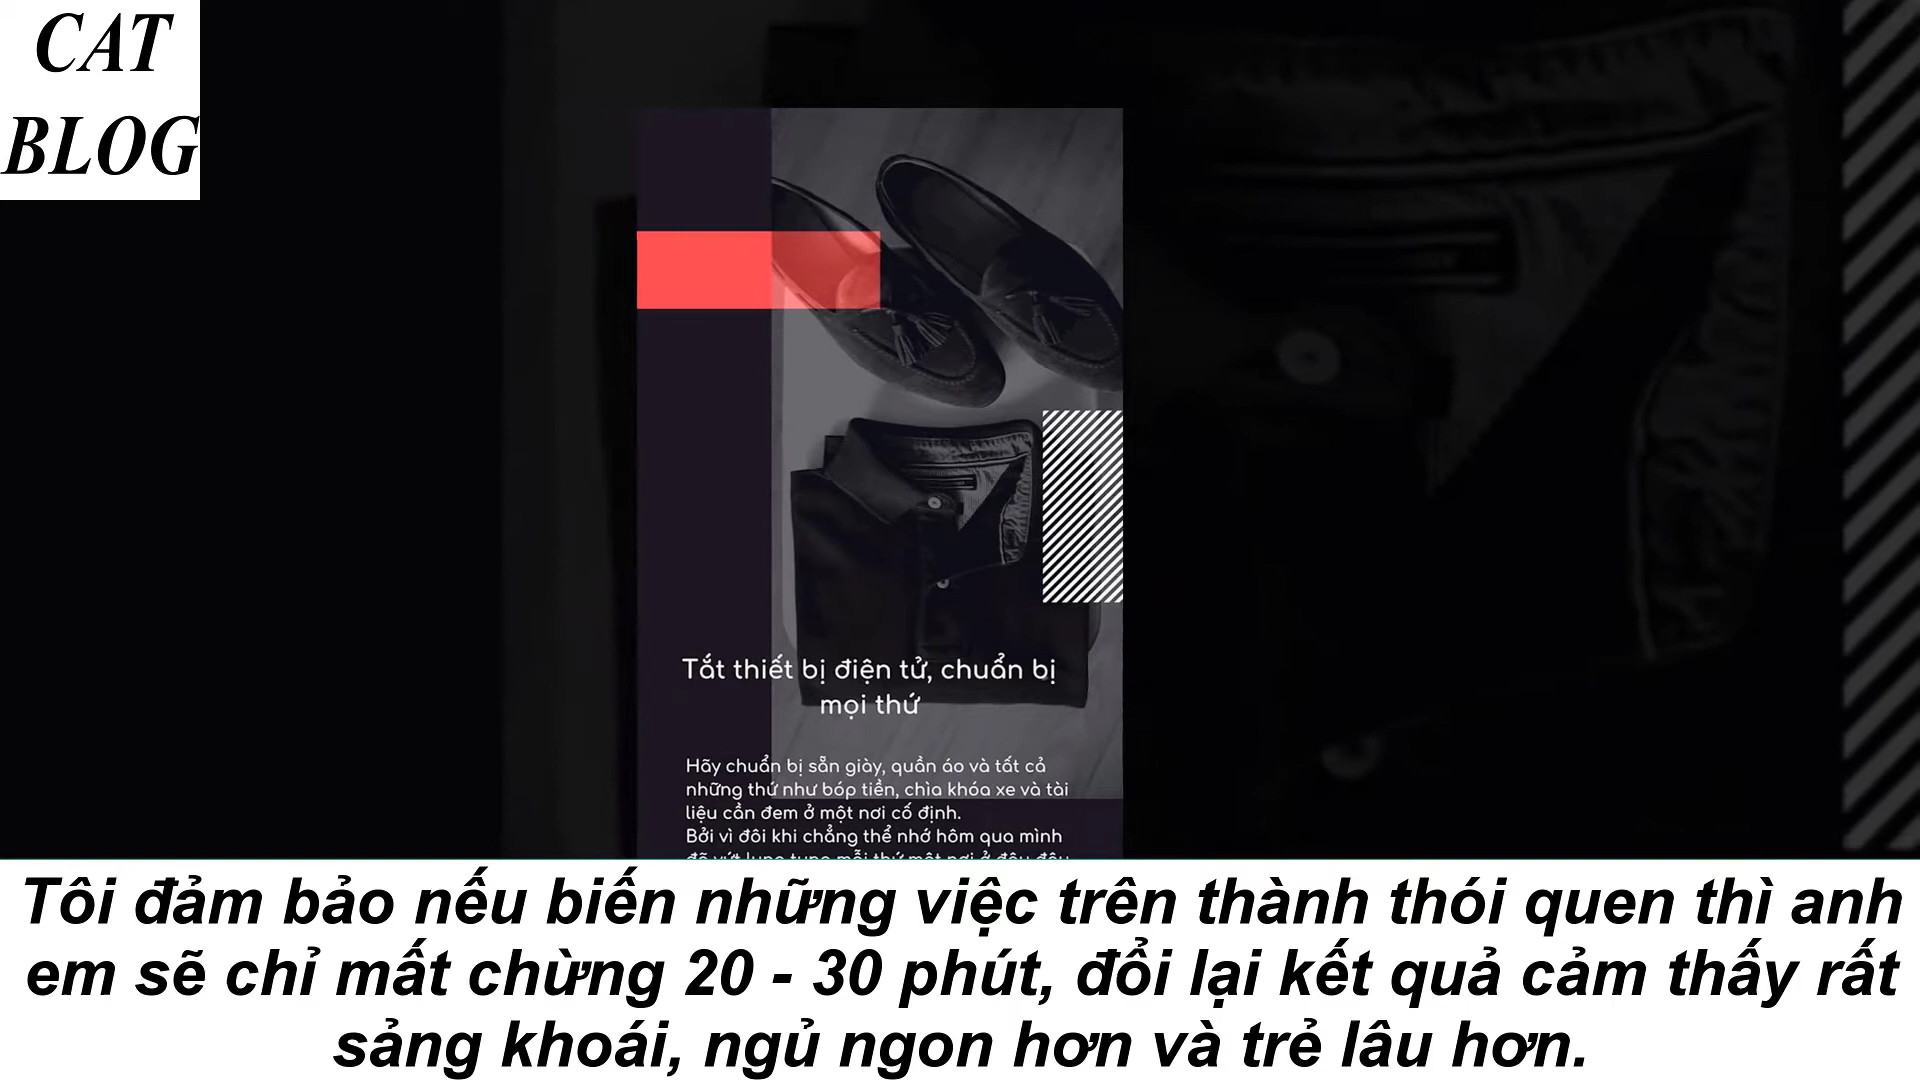 CAT
BLOG
Tắt thiết bị điện tử, chuẩn bị
mọi thứ
Hãy chuẩn bị sẵn giày, quần áo và tất cả
những thứ như bóp tiền, chìa khóa xe và tài
liệu cần đem ở một nơi cố định.
Bởi vì đôi khi chẳng thể nhớ hôm qua mình
Tôi đảm bảo nếu biến những việc trên thành thói quen thì anh
em sẽ chỉ mất chừng 20 - 30 phút, đổi lại kết quả cảm thấy rất
sảng khoái, ngủ ngon hơn và trẻ lâu hơn.